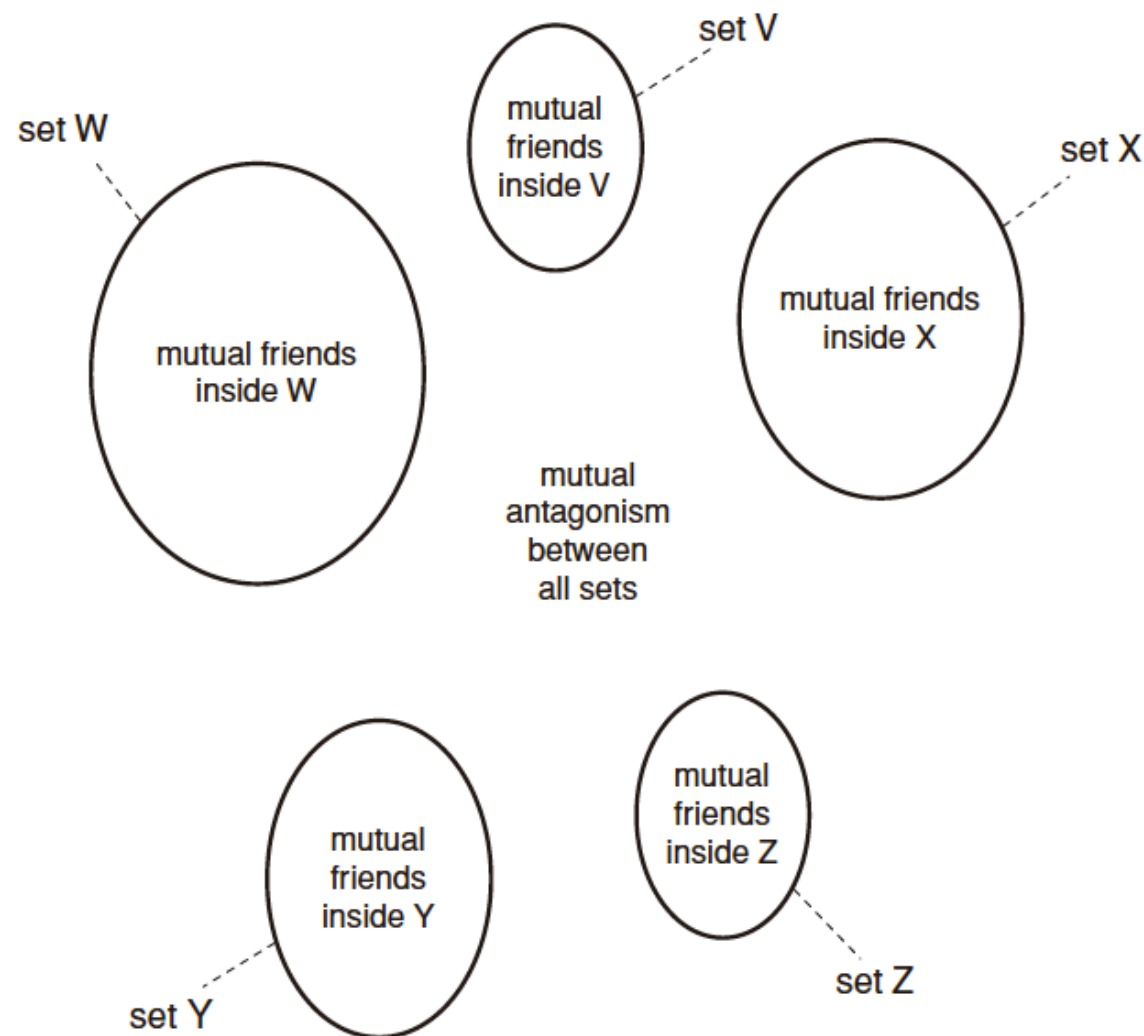 set V
mutual
friends
inside V
set W
set X
mutual friends
inside X
mutual friends
inside W
mutual
antagonism
between
all sets
mutual
friends
inside Z
mutual
friends
inside Y
set Z
set Y